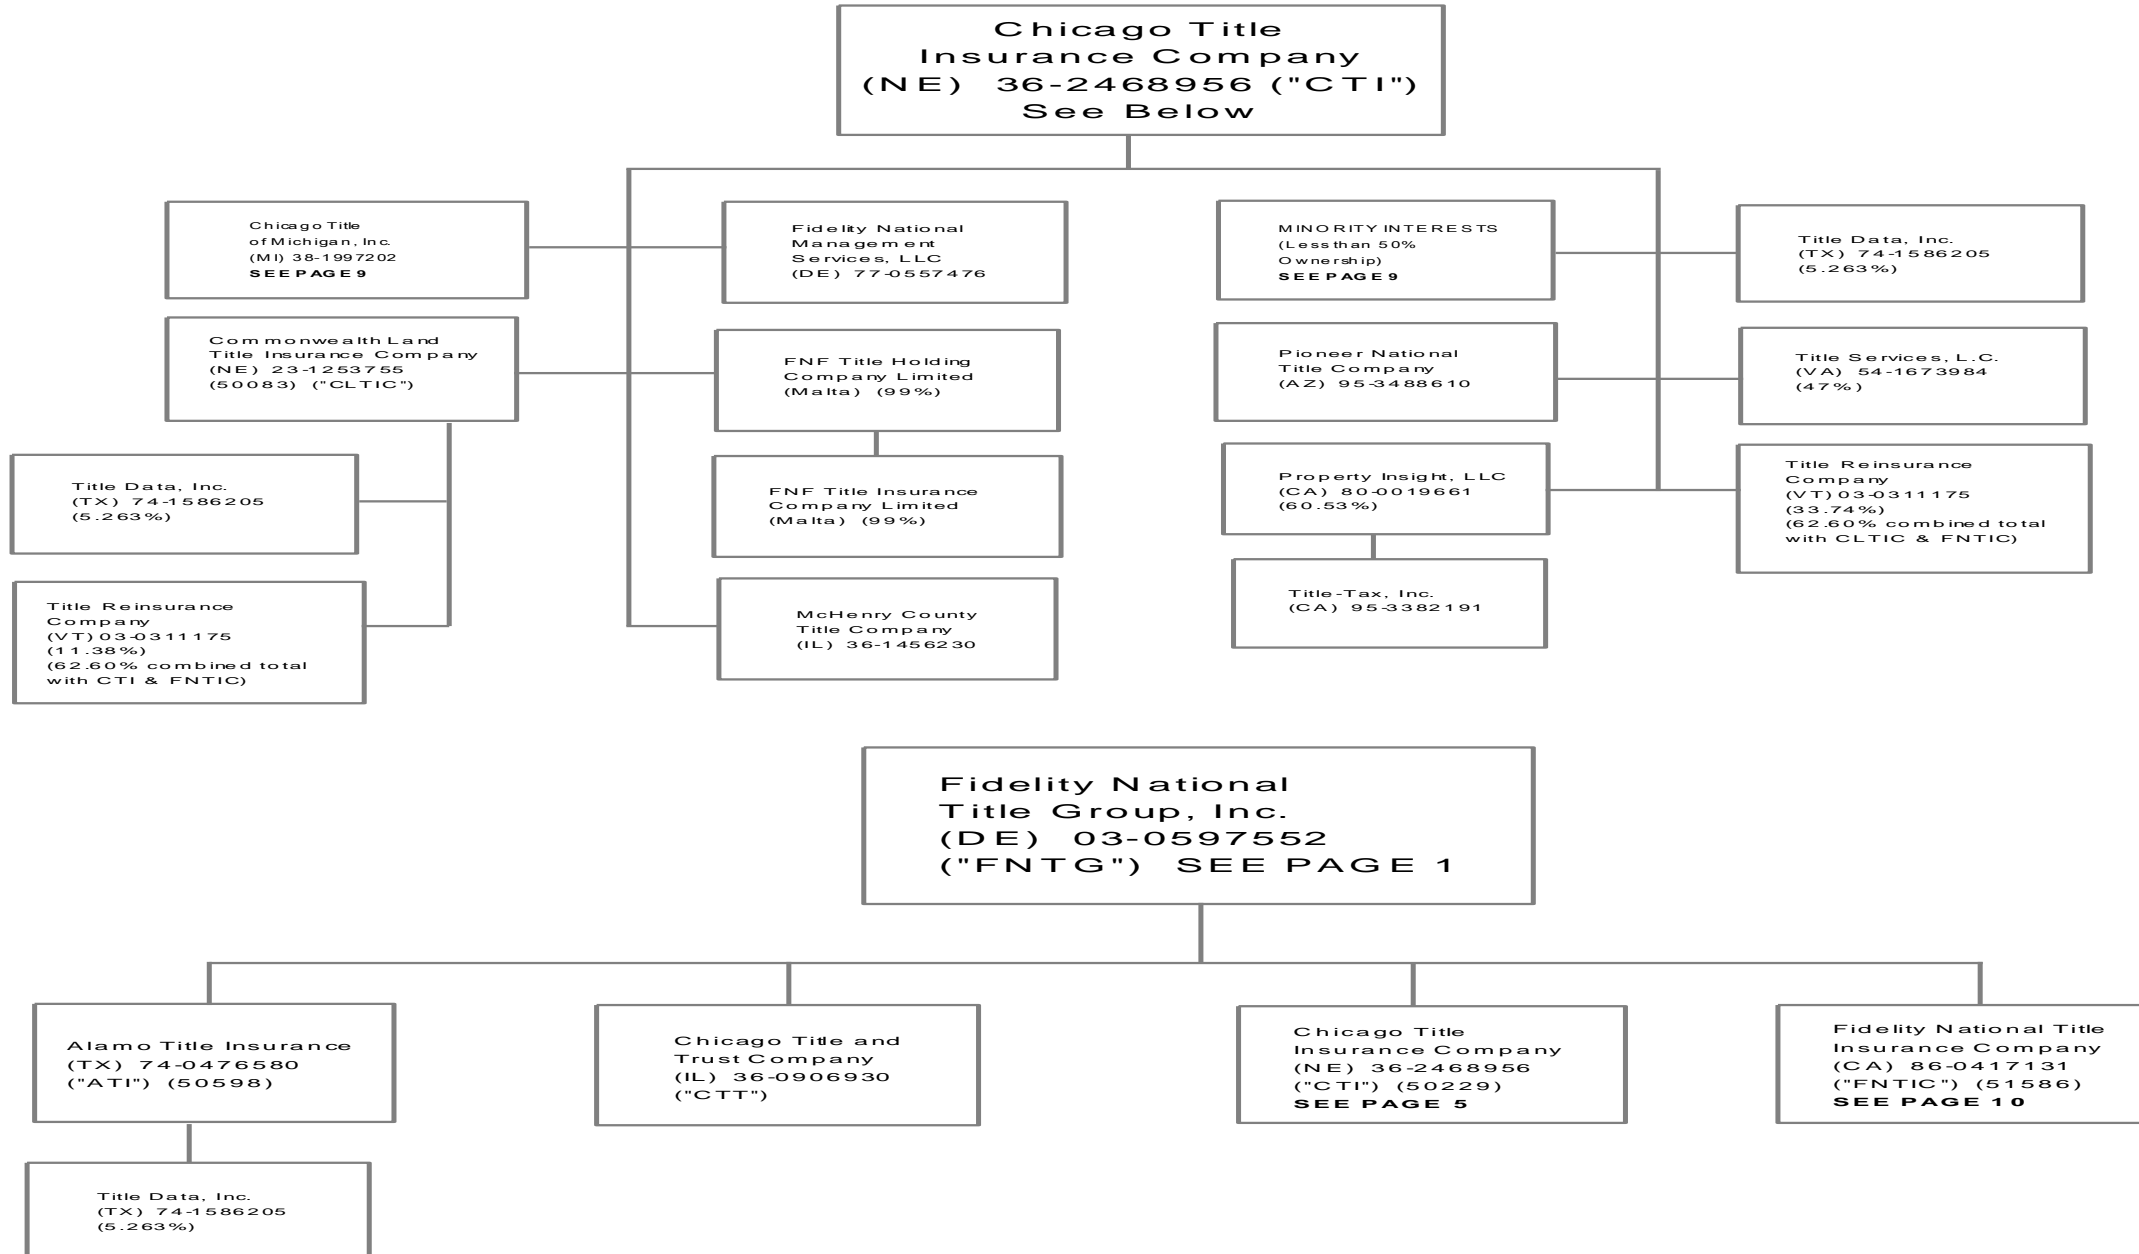 Chicago Title
Insurance Company
(NE) 36-2468956 ("CTI")
See Below
Chicago Title
of Michigan, Inc.
(MI) 38-1997202
SEE PAGE 9
Fidelity National
Management
Services, LLC
(DE) 77-0557476
MINORITY INTERESTS
(Less than 50%
Ownership)
SEE PAGE 9
Title Data, Inc.
(TX) 74-1586205
(5.263%)
Commonwealth Land
Title Insurance Company
(NE) 23-1253755
(50083) ("CLTIC")
FNF Title Holding
Company Limited
(Malta) (99%)
Pioneer National
Title Company
(AZ) 95-3488610
Title Services, L.C.
(VA) 54-1673984
(47%)
Title Data, Inc.
(TX) 74-1586205
(5.263%)
FNF Title Insurance
Company Limited
(Malta) (99%)
Property Insight, LLC
(CA) 80-0019661
(60.53%)
Title Reinsurance
Company
(VT) 03-0311175
(33.74%)
(62.60% combined total
with CLTIC & FNTIC)
Title Reinsurance
Company
(VT) 03-0311175
(11.38%)
(62.60% combined total
with CTI & FNTIC)
McHenry County
Title Company
(IL) 36-1456230
Title-Tax, Inc.
(CA) 95-3382191
Fidelity National
Title Group, Inc.
(DE) 03-0597552
("FNTG") SEE PAGE 1
Alamo Title Insurance
(TX) 74-0476580
("ATI") (50598)
Chicago Title and
Trust Company
(IL) 36-0906930
("CTT")
Chicago Title
Insurance Company
(NE) 36-2468956
("CTI") (50229)
SEE PAGE 5
Fidelity National Title
Insurance Company
(CA) 86-0417131
("FNTIC") (51586)
SEE PAGE 10
Title Data, Inc.
(TX) 74-1586205
(5.263%)